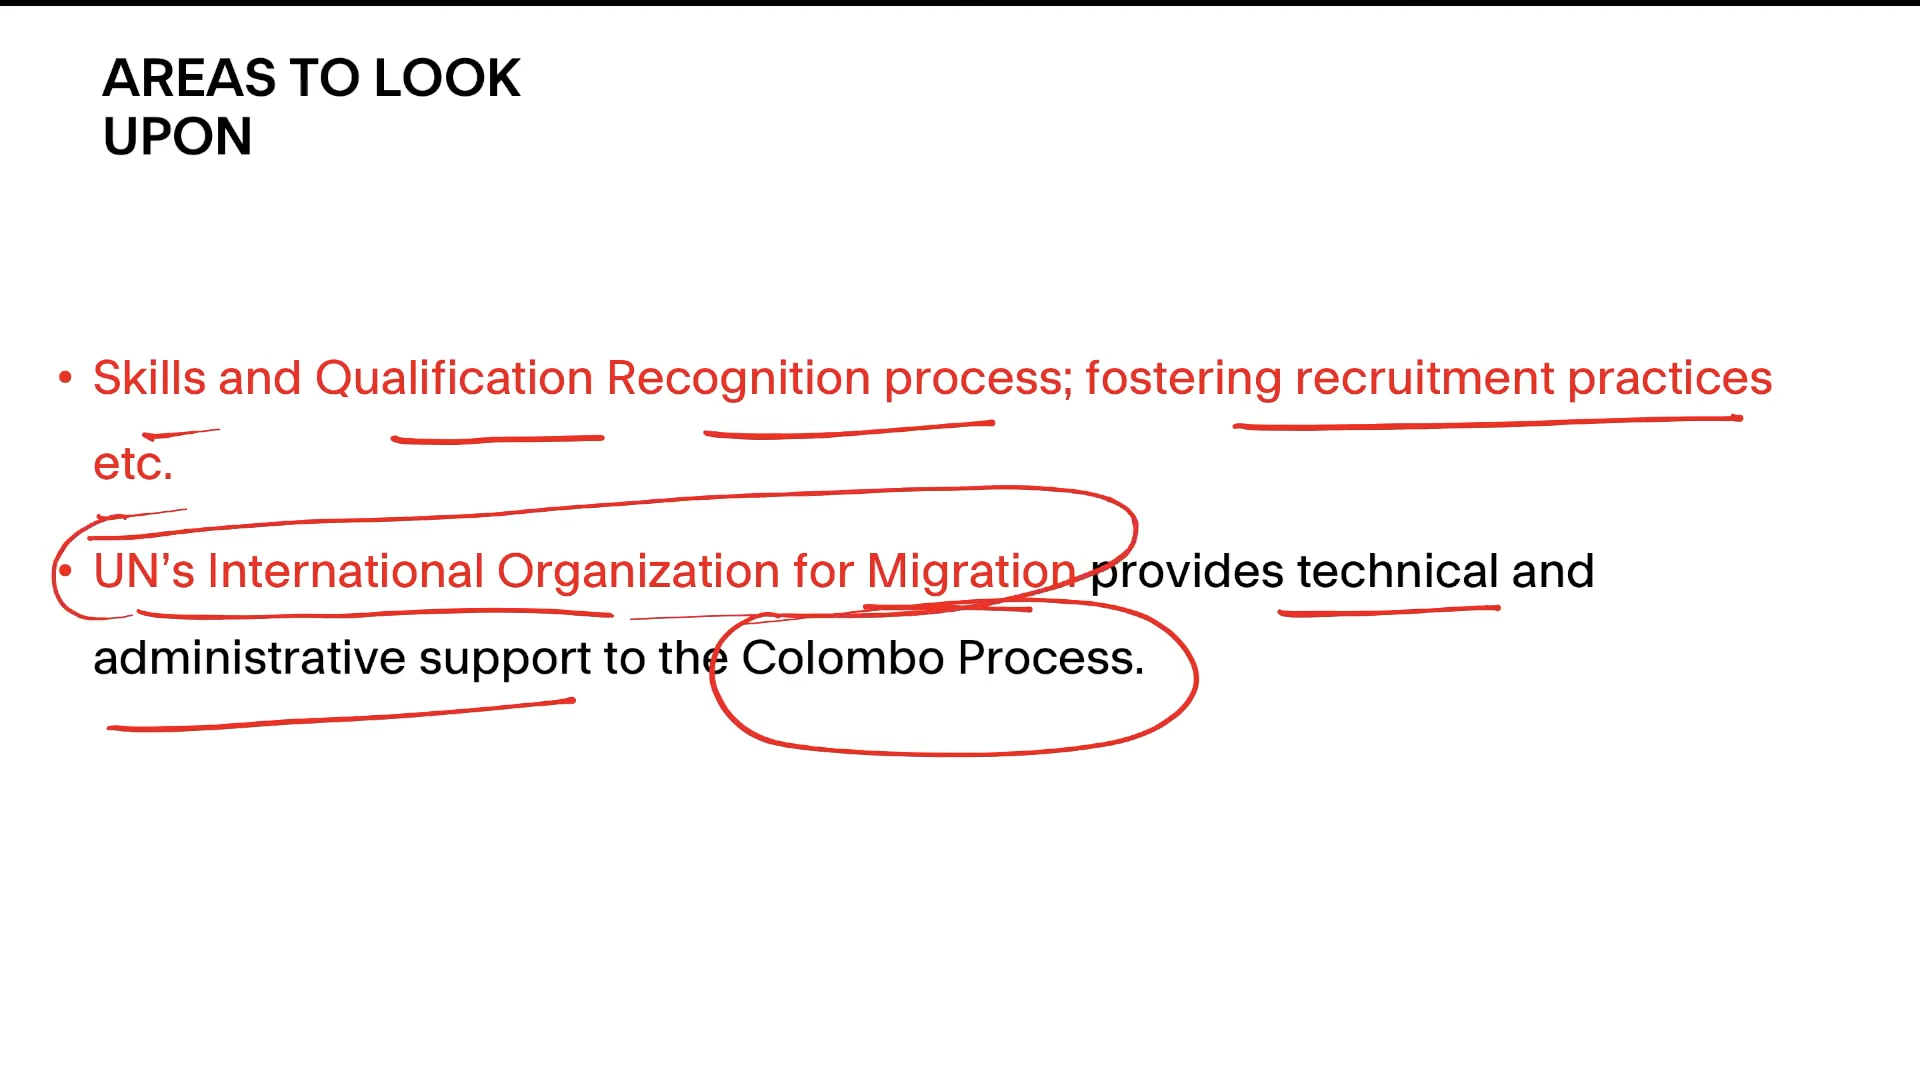 AREAS TO LOOK
UPON
• Skills and Qualification Recognition process; fostering recruitment practices
etc.
• UN’s International Organization for Migration provides technical and
administrative support to the Colombo Process.